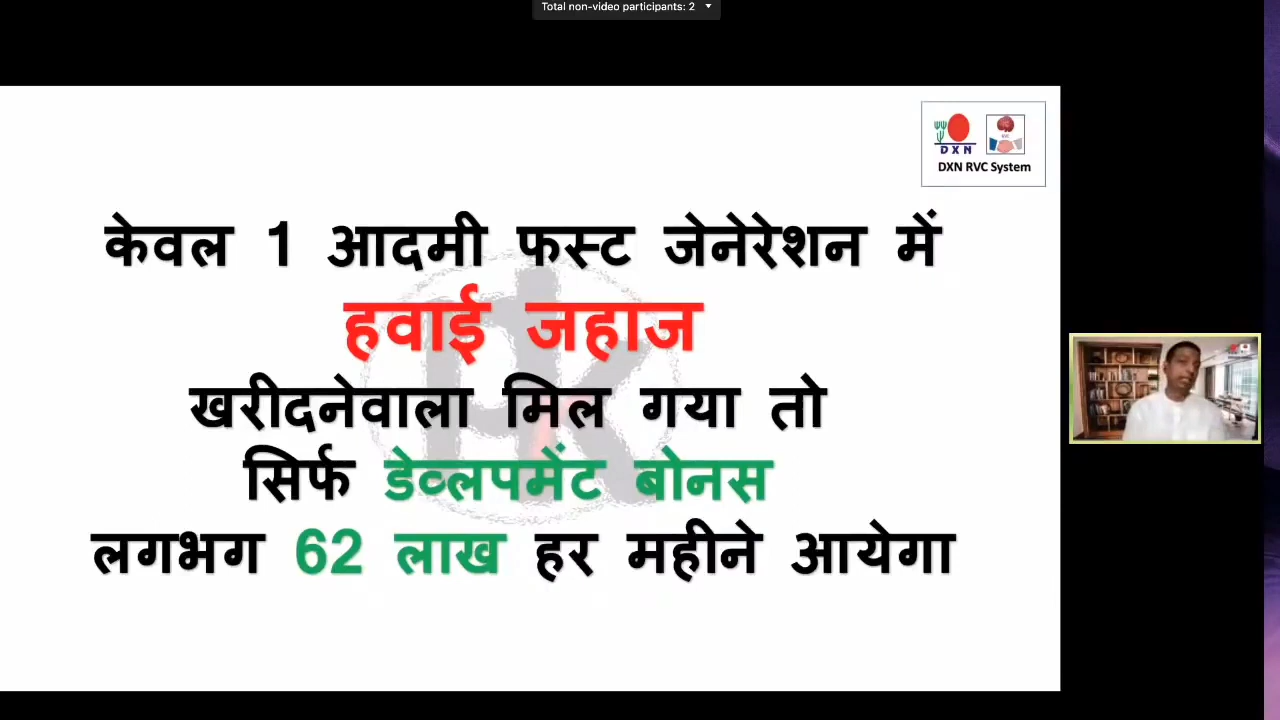 Total non-video participants: 2
DXN
DXN RVC System
केवल 1 आदमी फस्ट जेनेरेशन में
हवाई जहाज
खरीदनेवाला मिल गया तो
सिर्फ डेव्लपमेंट बोनस
लगभग 62 लाख हर महीने आयेगा